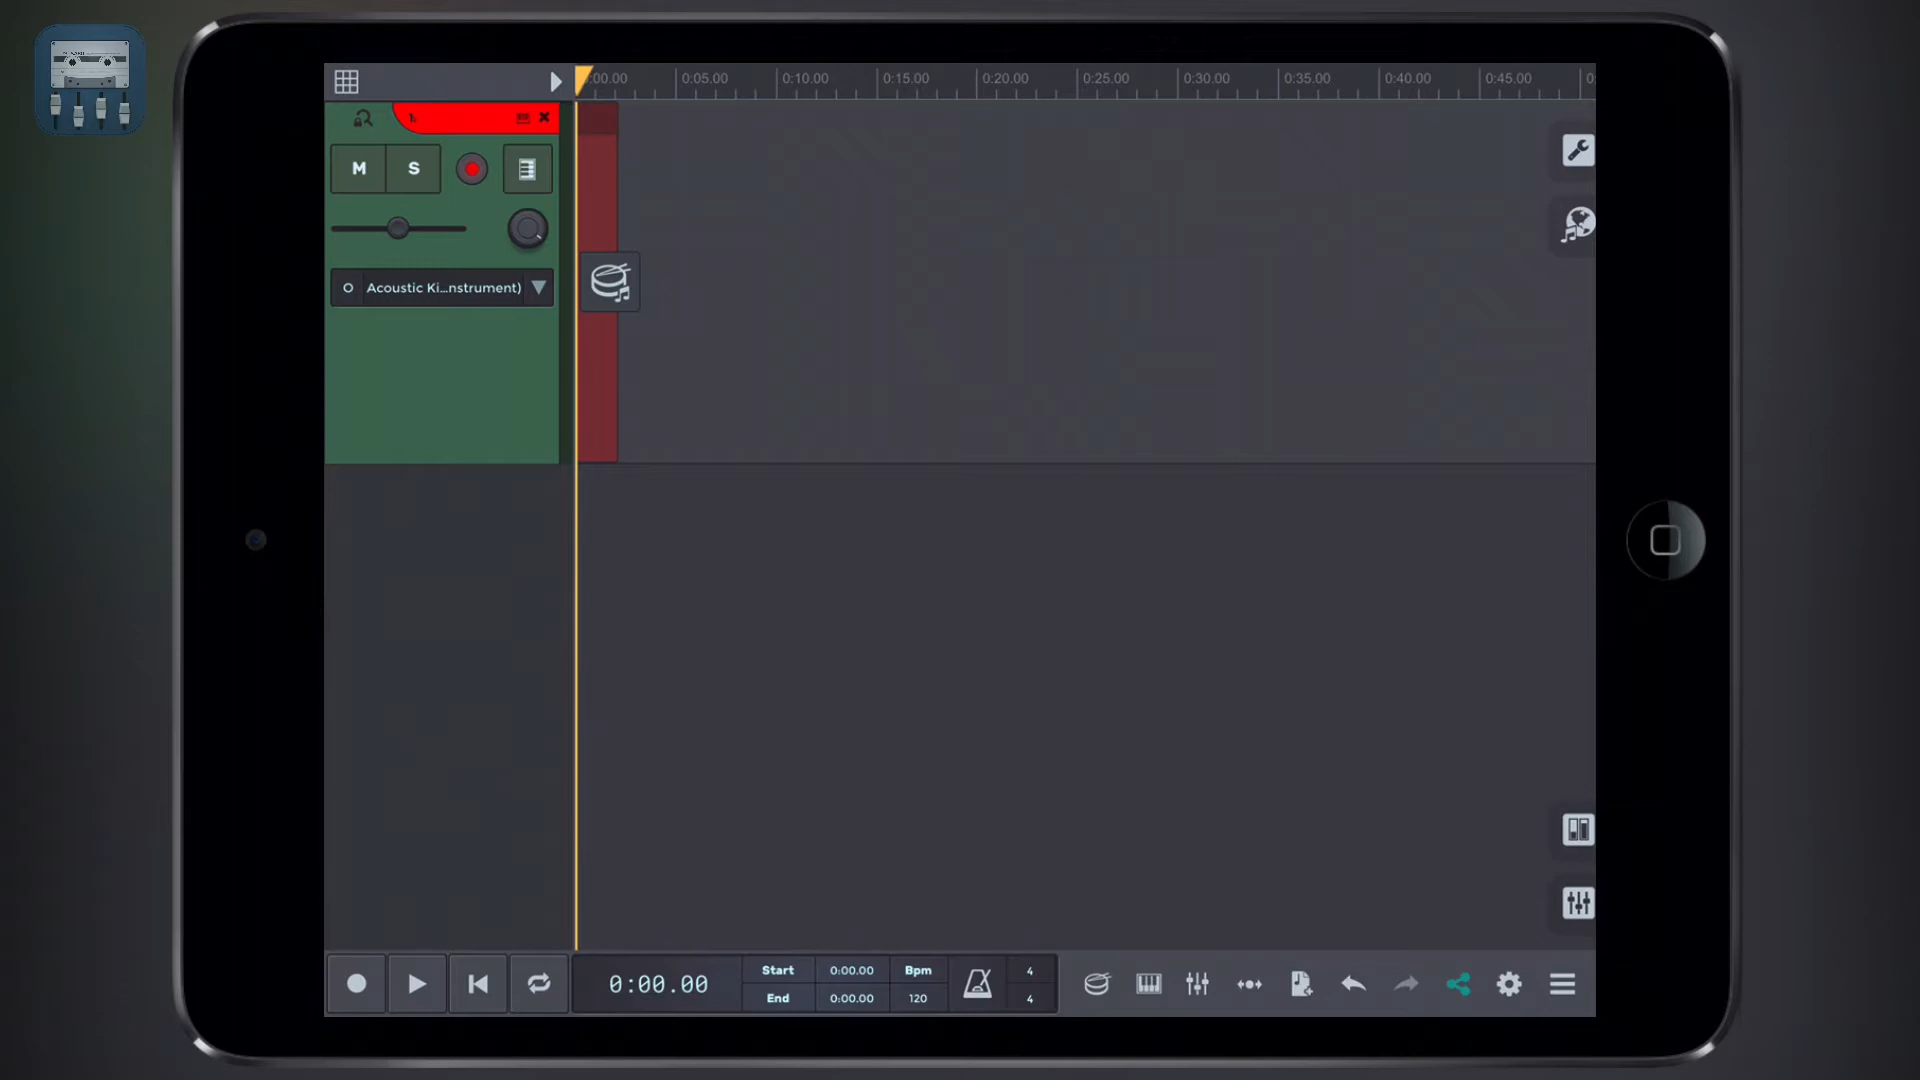 :00.00 0:05.00 0:10.00 0:15.00 0:20.00 0:25.00 0:30.00 0:35.00 0:40.00 0:45.00 0:
1:
M S
Acoustic Ki...nstrument)
0:00.00
Start 0:00.00 Bpm 4
End 0:00.00 120 4